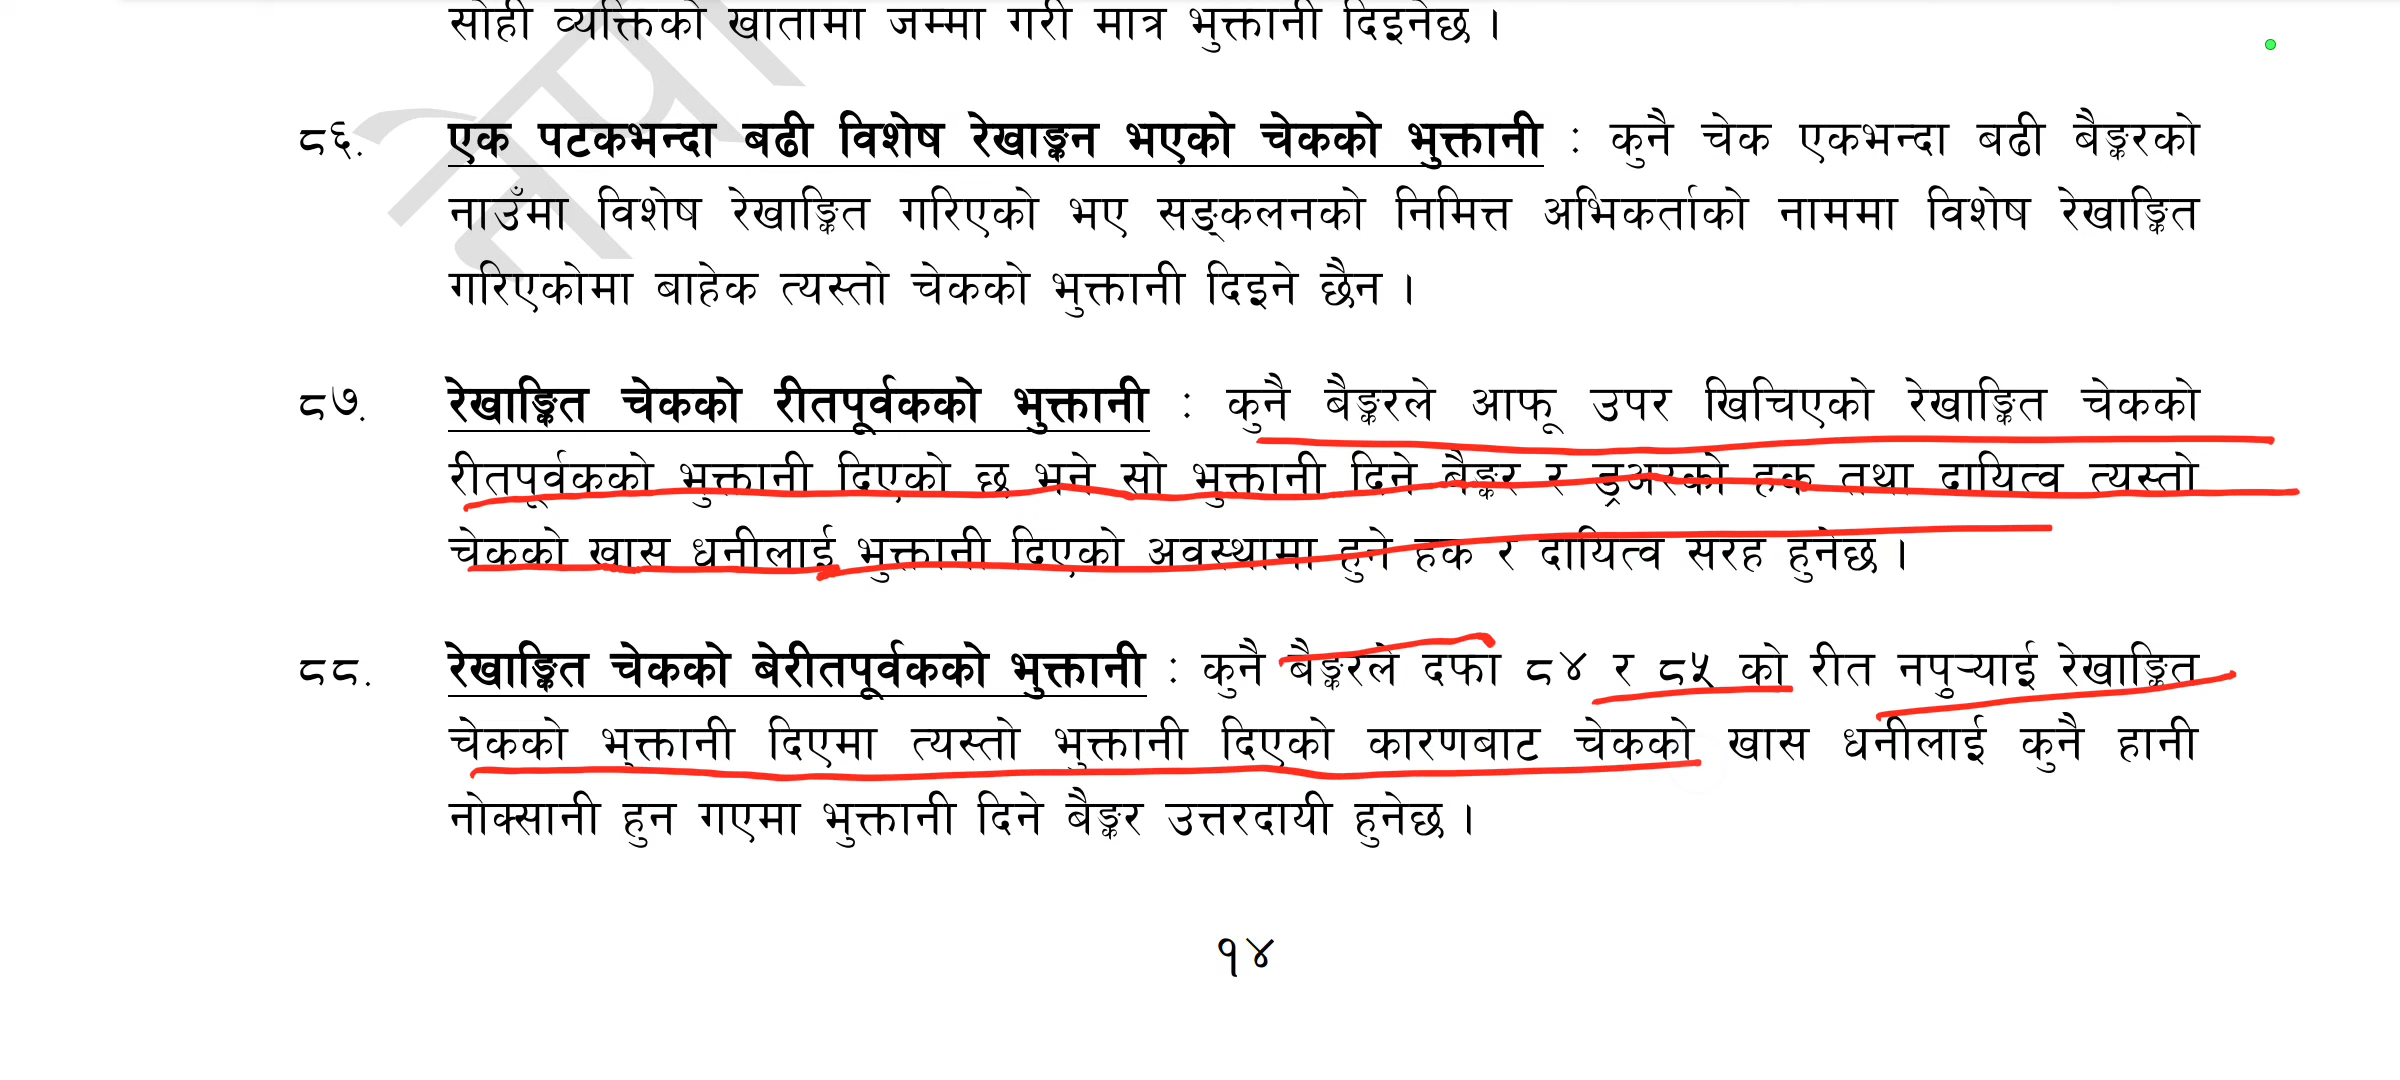 सोही व्यक्तिको खातामा जम्मा गरी मात्र भुक्तानी दिइनेछ ।
८६. एक पटकभन्दा बढी विशेष रेखाङ्कन भएको चेकको भुक्तानी : कुनै चेक एकभन्दा बढी बैङ्करको
नाउँमा विशेष रेखाङ्कित गरिएको भए सङ्कलनको निमित्त अभिकर्ताको नाममा विशेष रेखाङ्कित
गरिएकोमा बाहेक त्यस्तो चेकको भुक्तानी दिइने छैन ।
८७. रेखाङ्कित चेकको रीतपूर्वकको भुक्तानी : कुनै बैङ्करले आफू उपर खिचिएको रेखाङ्कित चेकको
रीतपूर्वकको भुक्तानी दिएको छ भने सो भुक्तानी दिने बैङ्कर र ड्रअरको हक तथा दायित्व त्यस्तो
चेकको खास धनीलाई भुक्तानी दिएको अवस्थामा हुने हक र दायित्व सरह हुनेछ ।
८८. रेखाङ्कित चेकको बेरीतपूर्वकको भुक्तानी : कुनै बैङ्करले दफा ८४ र ८५ को रीत नपुऱ्याई रेखाङ्कित
चेकको भुक्तानी दिएमा त्यस्तो भुक्तानी दिएको कारणबाट चेकको खास धनीलाई कुनै हानी
नोक्सानी हुन गएमा भुक्तानी दिने बैङ्कर उत्तरदायी हुनेछ ।
१४